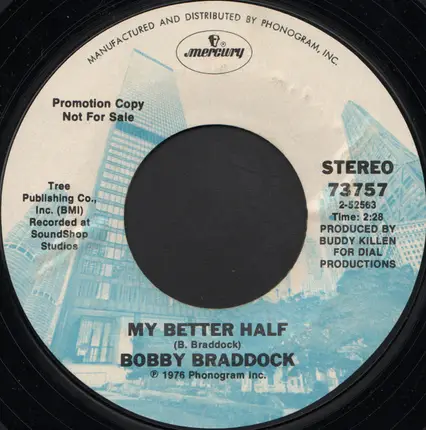 MANUFACTURED AND DISTRIBUTED BY PHONOGRAM, INC.
mercury®
Promotion Copy
Not For Sale
Tree
Publishing Co.,
Inc. (BMI)
Recorded at
SoundShop
Studios
STEREO
73757
2-52563
Time: 2:28
PRODUCED BY
BUDDY KILLEN
FOR DIAL
PRODUCTIONS
MY BETTER HALF
(B. Braddock)
BOBBY BRADDOCK
℗ 1976 Phonogram Inc.